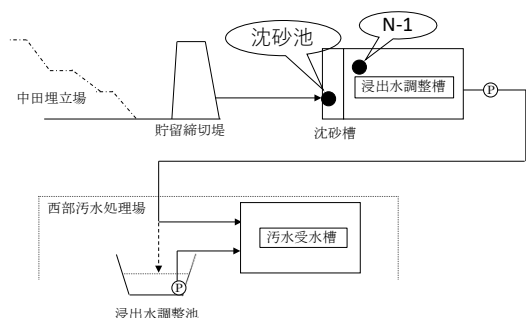 沈砂池
N-1
中田埋立場
浸出水調整槽
P
貯留締切堤
沈砂槽
西部汚水処理場
汚水受水槽
P
浸出水調整池